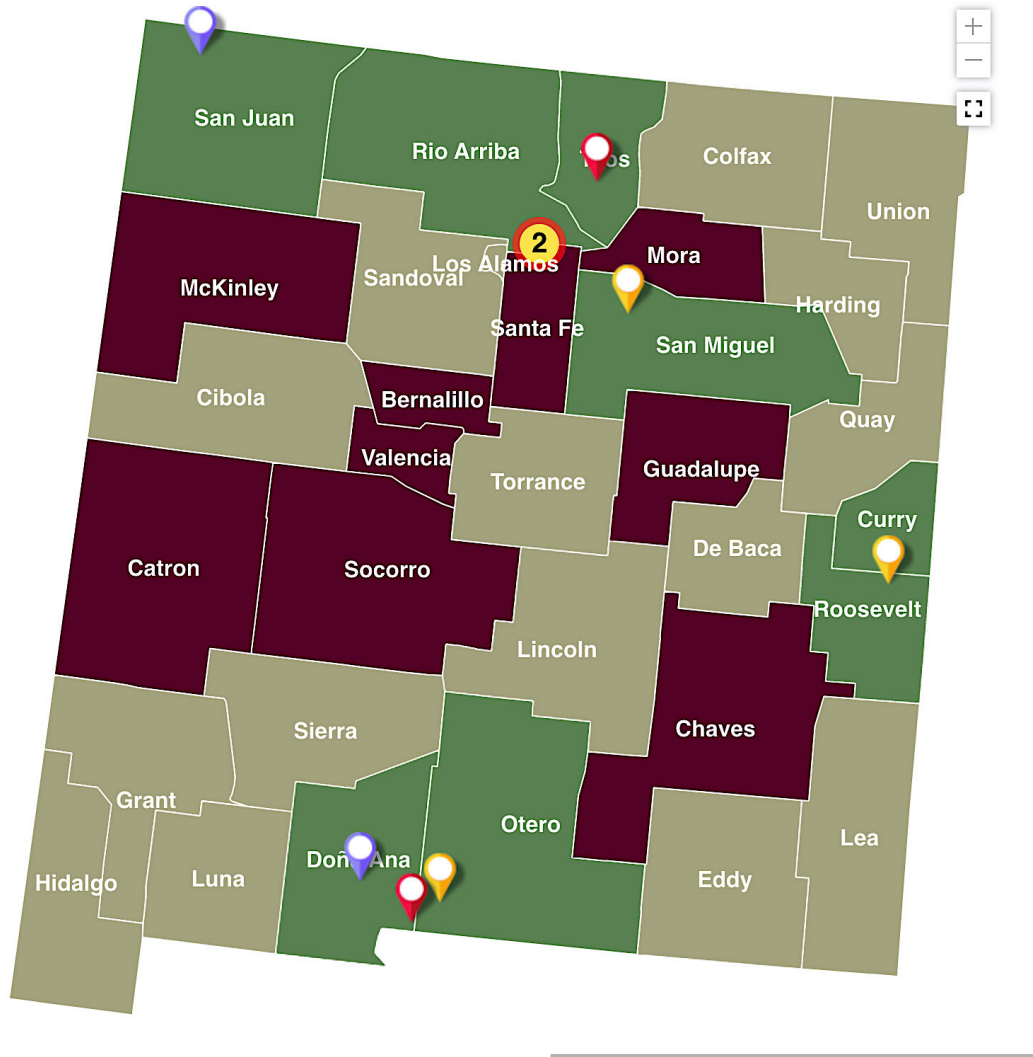 San Juan
Rio Arriba
Colfax
Union
2
Mora
Los Alamos
Sandoval
McKinley
Harding
Santa Fe
San Miguel
Cibola
Bernalillo
Quay
Valencia
Guadalupe
Torrance
Curry
De Baca
Catron
Socorro
Roosevelt
Lincoln
Sierra
Chaves
Grant
Otero
Lea
Luna
Eddy
Hidalgo